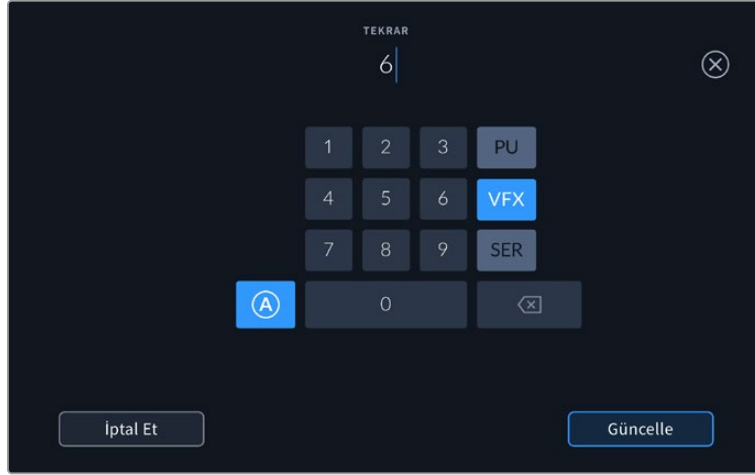 TEKRAR
6
1 2 3 PU
4 5 6 VFX
7 8 9 SER
A 0
İptal Et Güncelle